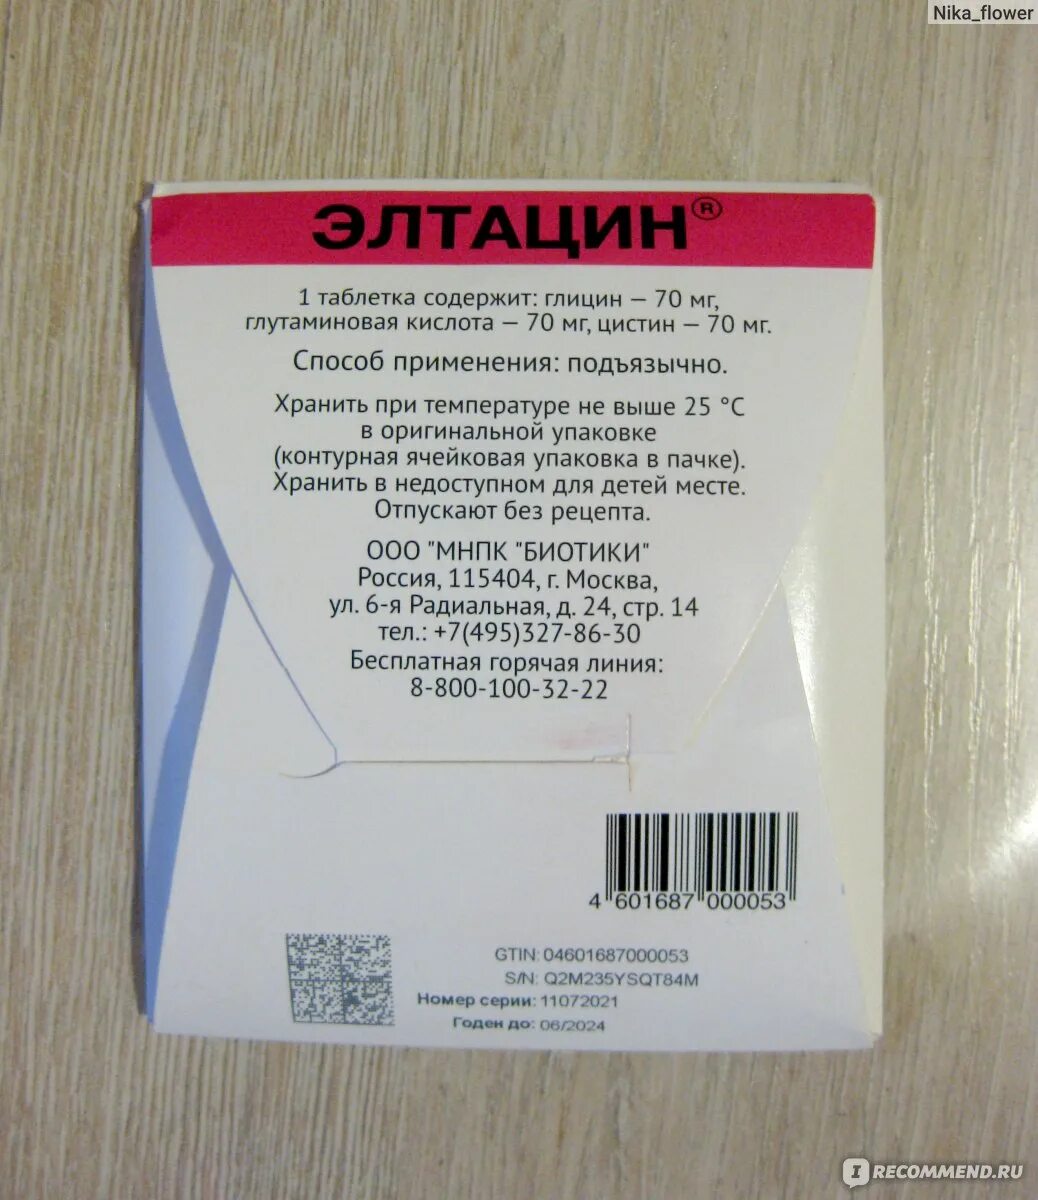 Nika_flower
ЭЛТАЦИН®
1 таблетка содержит: глицин — 70 мг,
глутаминовая кислота — 70 мг, цистин — 70 мг.
Способ применения: подъязычно.
Хранить при температуре не выше 25 °C
в оригинальной упаковке
(контурная ячейковая упаковка в пачке).
Хранить в недоступном для детей месте.
Отпускают без рецепта.
ООО "МНПК "БИОТИКИ"
Россия, 115404, г. Москва,
ул. 6-я Радиальная, д. 24, стр. 14
тел.: +7(495)327-86-30
Бесплатная горячая линия:
8-800-100-32-22
4 601687 000053
GTIN: 04601687000053
S/N: Q2M235YSQT84M
Номер серии: 11072021
Годен до: 06/2024
I RECOMMEND.RU